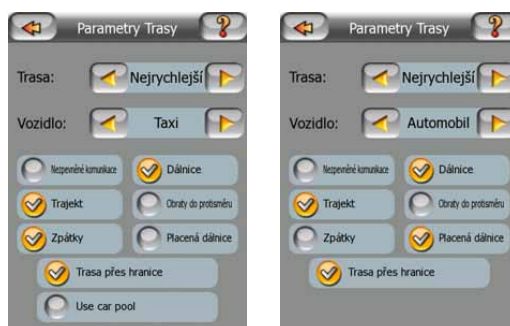 Parametry Trasy
Trasa: Nejrychlejší
Vozidlo: Taxi
Nezpevněné komunikace Dálnice
Trajekt Obraty do protisměru
Zpátky Placená dálnice
Trasa přes hranice
Use car pool
Parametry Trasy
Trasa: Nejrychlejší
Vozidlo: Automobil
Nezpevněné komunikace Dálnice
Trajekt Obraty do protisměru
Zpátky Placená dálnice
Trasa přes hranice